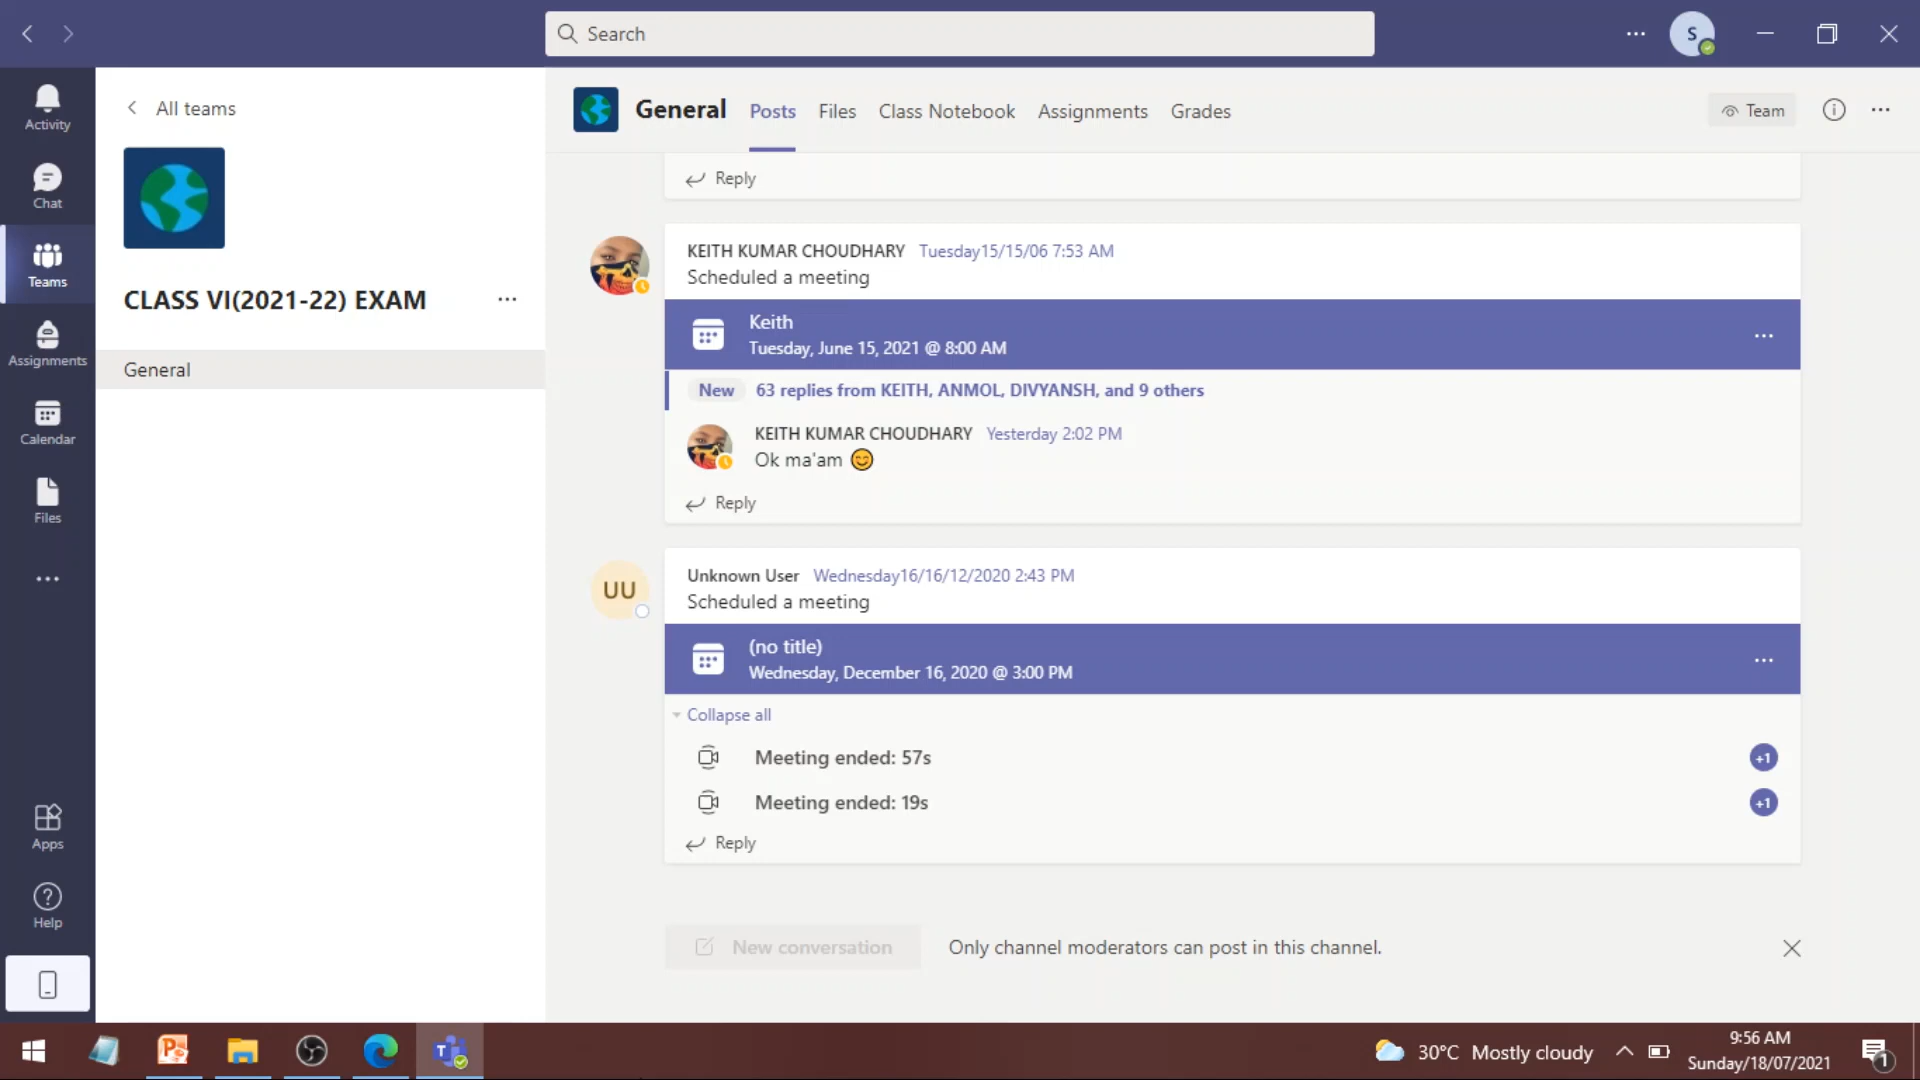 Search
S
Activity
Chat
Teams
Assignments
Calendar
Files
Apps
Help
All teams
CLASS VI(2021-22) EXAM
General
General Posts Files Class Notebook Assignments Grades
Team
Reply
KEITH KUMAR CHOUDHARY Tuesday15/15/06 7:53 AM
Scheduled a meeting
Keith
Tuesday, June 15, 2021 @ 8:00 AM
New 63 replies from KEITH, ANMOL, DIVYANSH, and 9 others
KEITH KUMAR CHOUDHARY Yesterday 2:02 PM
Ok ma'am 😊
Reply
UU
Unknown User Wednesday16/16/12/2020 2:43 PM
Scheduled a meeting
(no title)
Wednesday, December 16, 2020 @ 3:00 PM
Collapse all
Meeting ended: 57s +1
Meeting ended: 19s +1
Reply
New conversation Only channel moderators can post in this channel.
30°C Mostly cloudy
9:56 AM
Sunday/18/07/2021
1